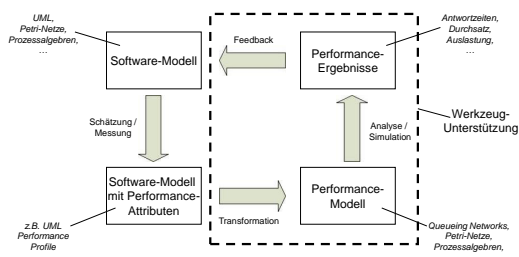 UML,
Petri-Netze,
Prozessalgebren,
…
Software-Modell
Feedback
Performance-
Ergebnisse
Antwortzeiten,
Durchsatz,
Auslastung,
…
Schätzung /
Messung
Analyse /
Simulation
Werkzeug-
Unterstützung
Software-Modell
mit Performance-
Attributen
Transformation
Performance-
Modell
z.B. UML
Performance
Profile
Queueing Networks,
Petri-Netze,
Prozessalgebren,